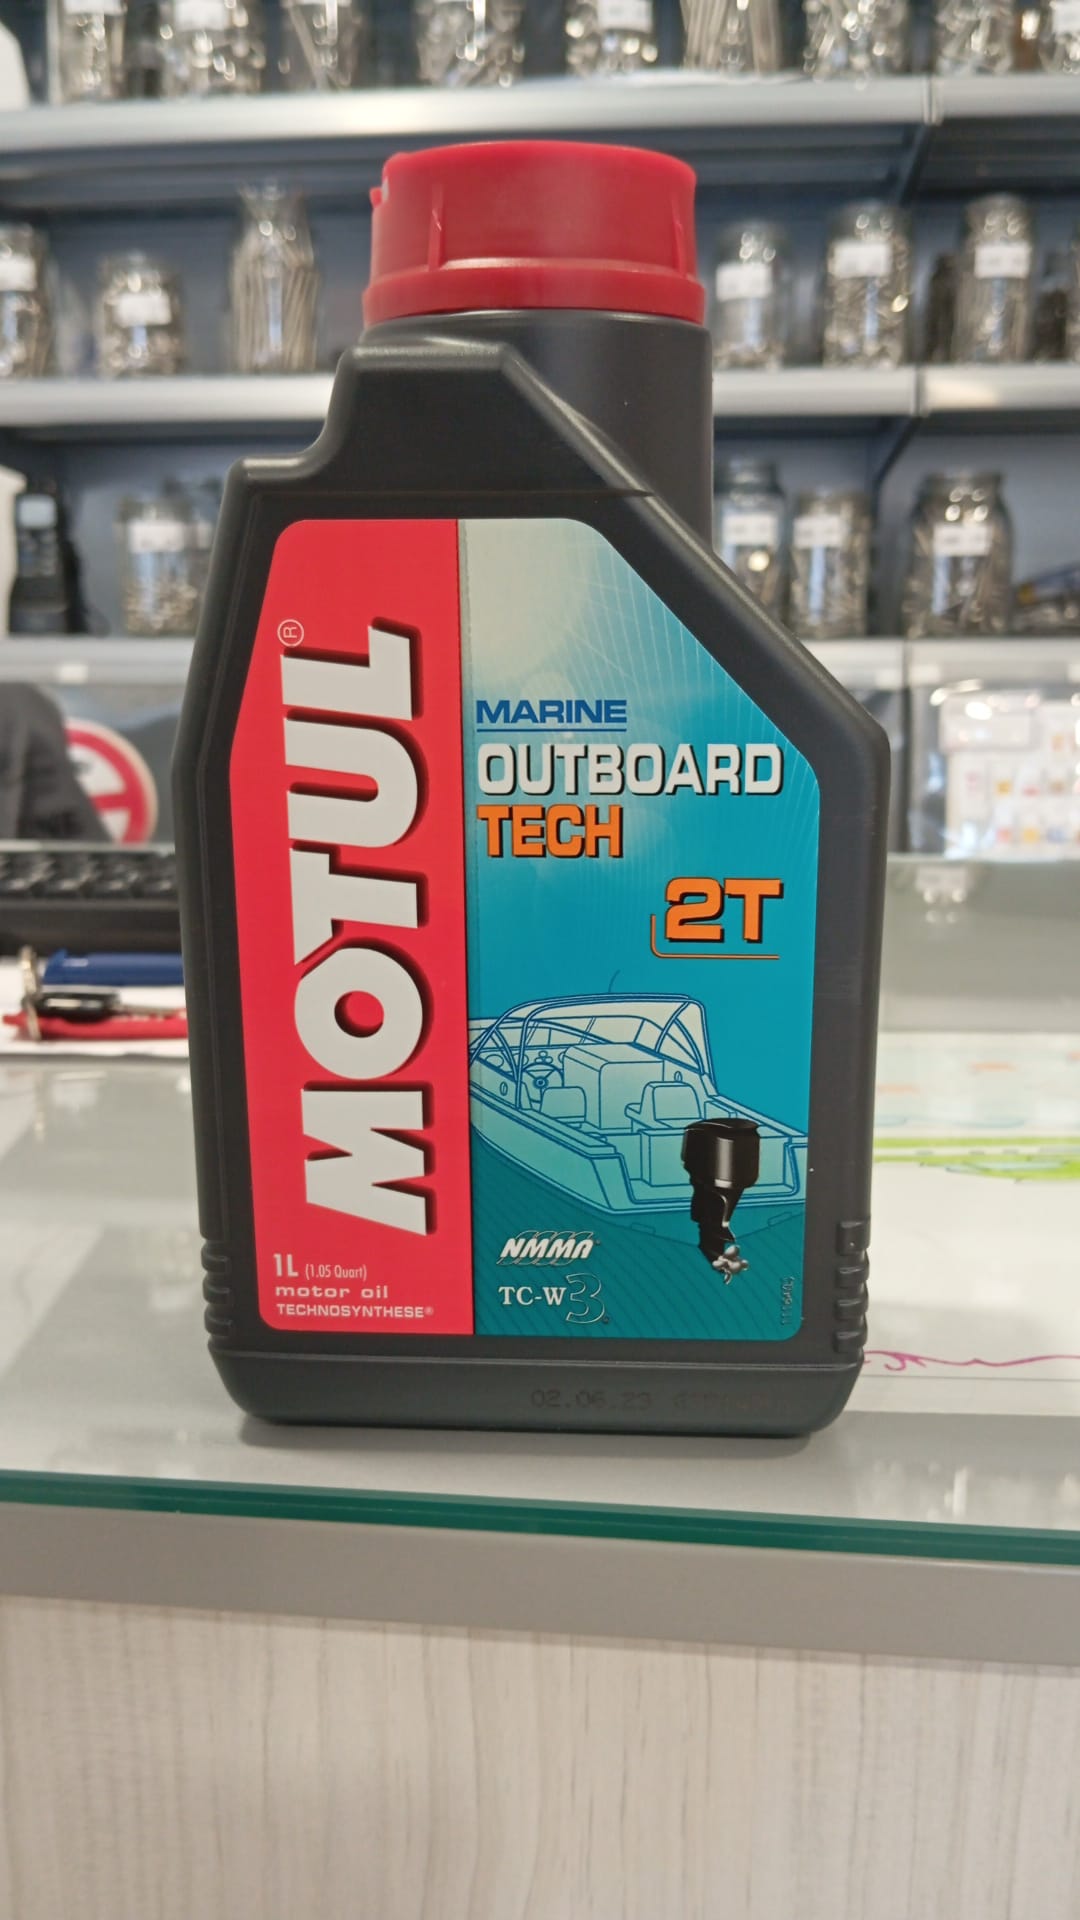 MOTUL®
MARINE
OUTBOARD
TECH
2T
NMMA
TC-W3®
1L (1.05 Quart)
motor oil
TECHNOSYNTHESE®
02.06.23